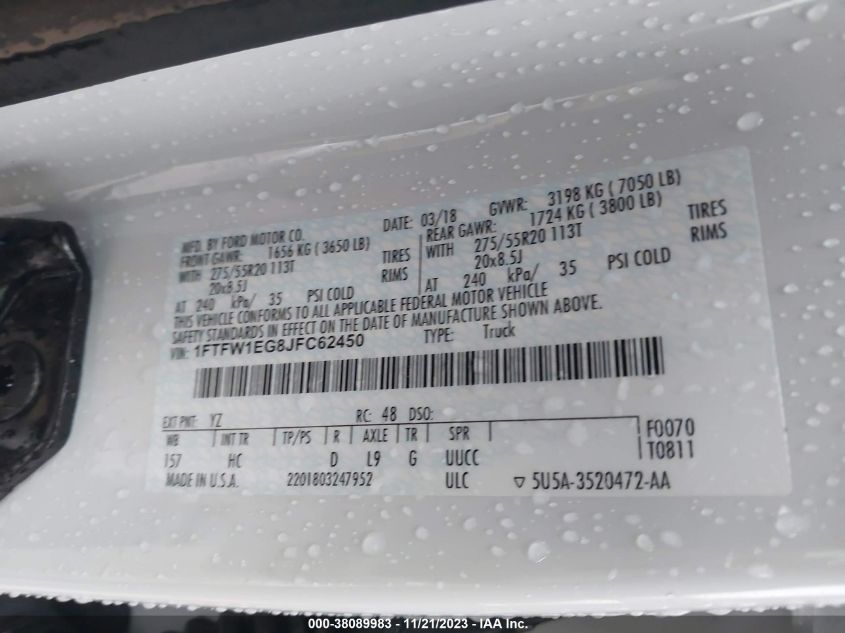 MFD. BY FORD MOTOR CO. DATE: 03/18 GVWR: 3198 KG ( 7050 LB)
FRONT GAWR: 1656 KG ( 3650 LB) REAR GAWR: 1724 KG ( 3800 LB)
WITH 275/55R20 113T TIRES WITH 275/55R20 113T TIRES
20x8.5J RIMS 20x8.5J RIMS
AT 240 kPa/ 35 PSI COLD AT 240 kPa/ 35 PSI COLD
THIS VEHICLE CONFORMS TO ALL APPLICABLE FEDERAL MOTOR VEHICLE
SAFETY STANDARDS IN EFFECT ON THE DATE OF MANUFACTURE SHOWN ABOVE.
VIN: 1FTFW1EG8JFC62450 TYPE: Truck
EXT PNT: YZ RC: 48 DSO:
WB INT TR TP/PS R AXLE TR SPR F0070
157 HC D L9 G UUCC T0811
MADE IN U.S.A. 2201803247952 ULC ▽ 5U5A-3520472-AA
000-38089983 - 11/21/2023 - IAA Inc.